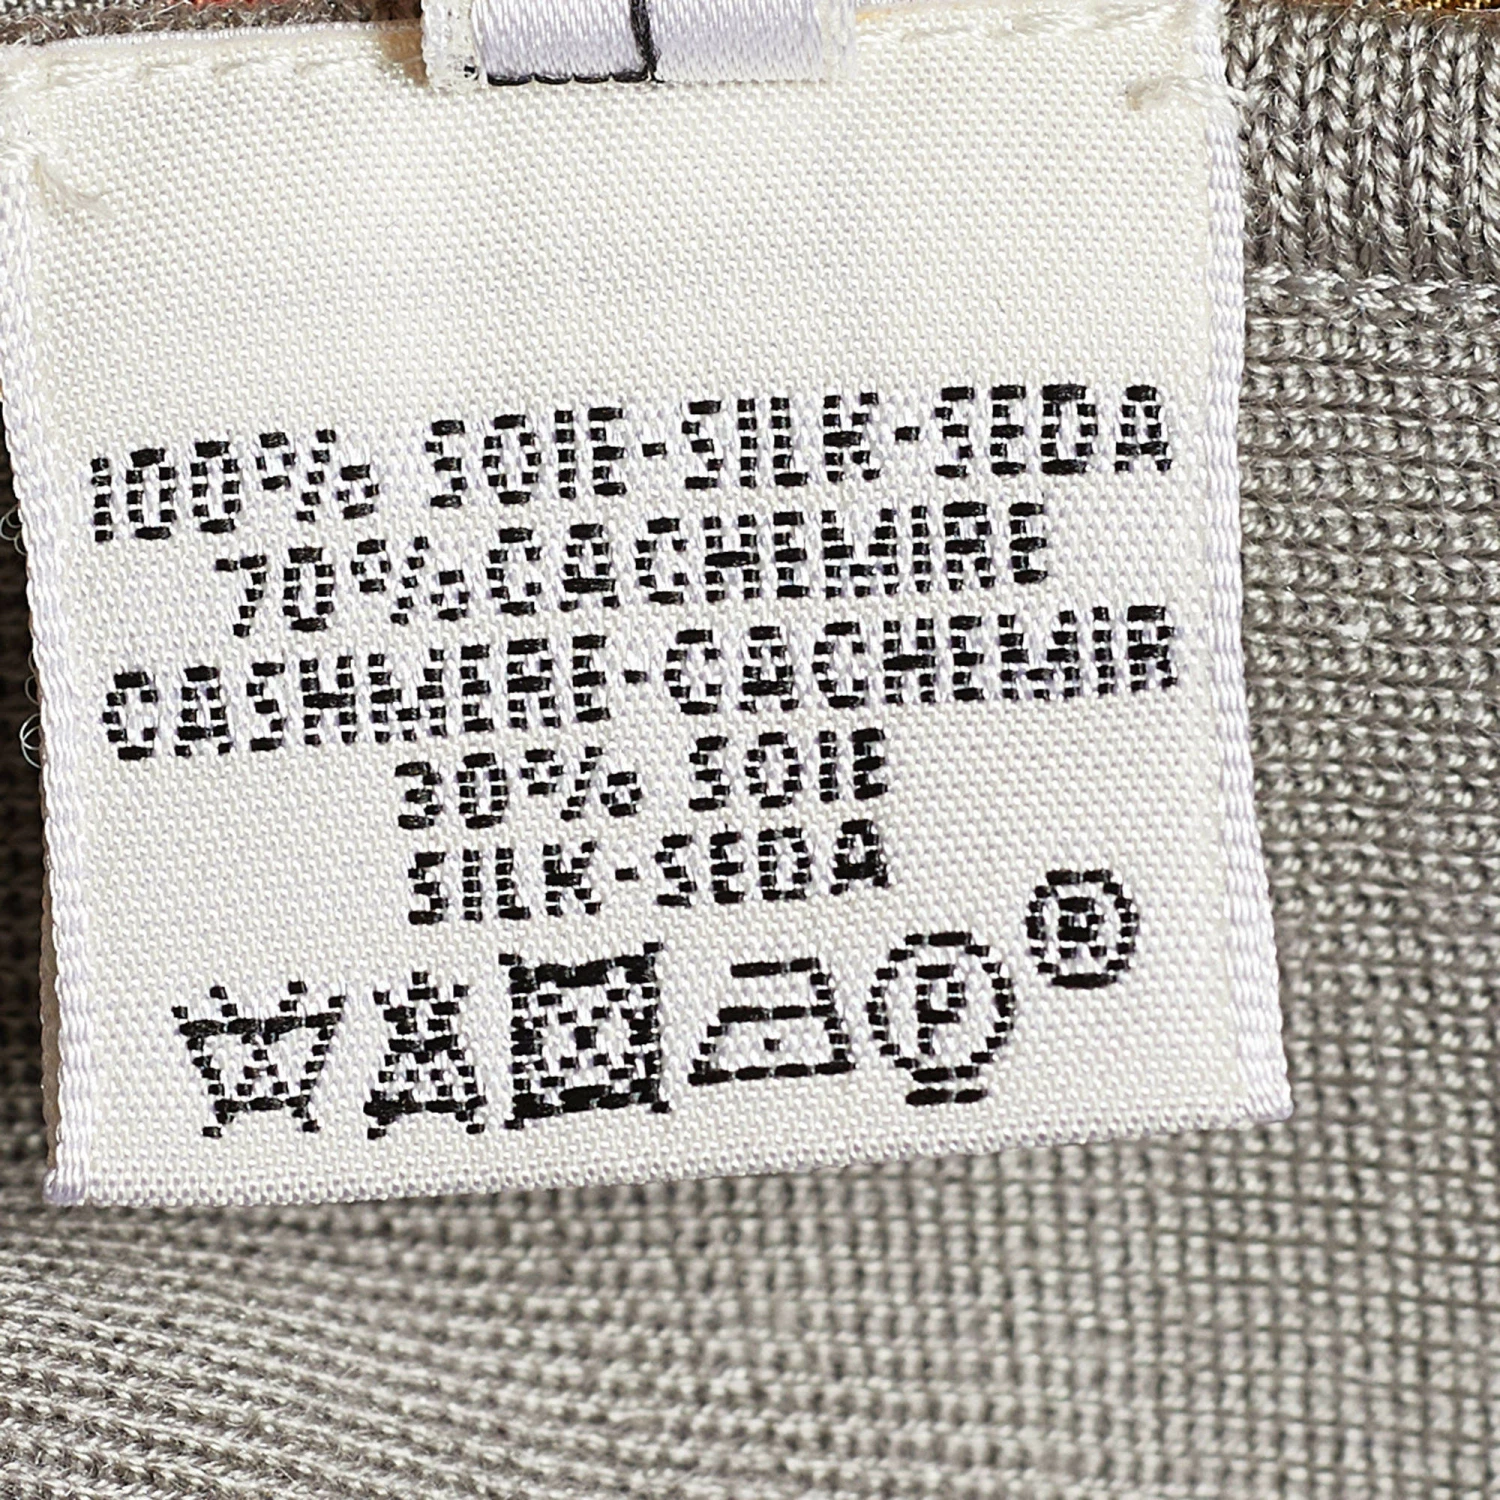 100% SOIE-SILK-SEDA
70% CACHEMIRE
CASHMERE-CACHEMIR
30% SOIE
SILK-SEDA
P ®